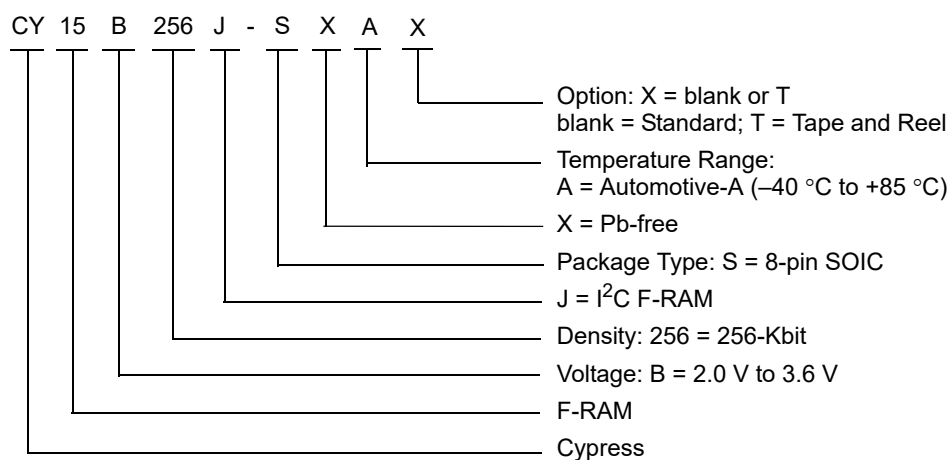 CY 15 B 256 J - S X A X
Option: X = blank or T
blank = Standard; T = Tape and Reel
Temperature Range:
A = Automotive-A (–40 °C to +85 °C)
X = Pb-free
Package Type: S = 8-pin SOIC
J = I²C F-RAM
Density: 256 = 256-Kbit
Voltage: B = 2.0 V to 3.6 V
F-RAM
Cypress